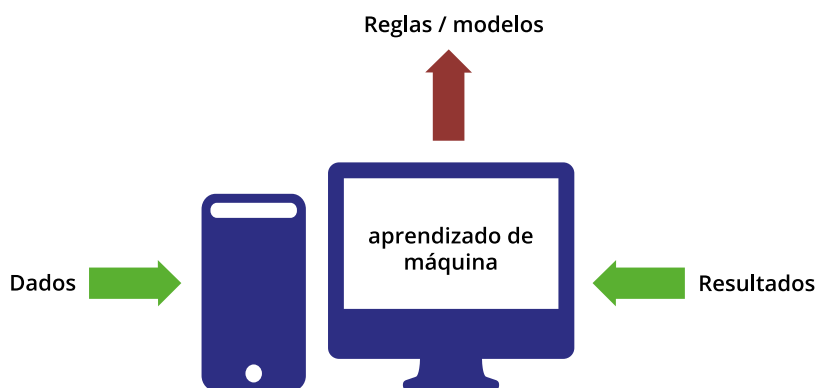 Reglas / modelos
aprendizado de
máquina
Dados
Resultados